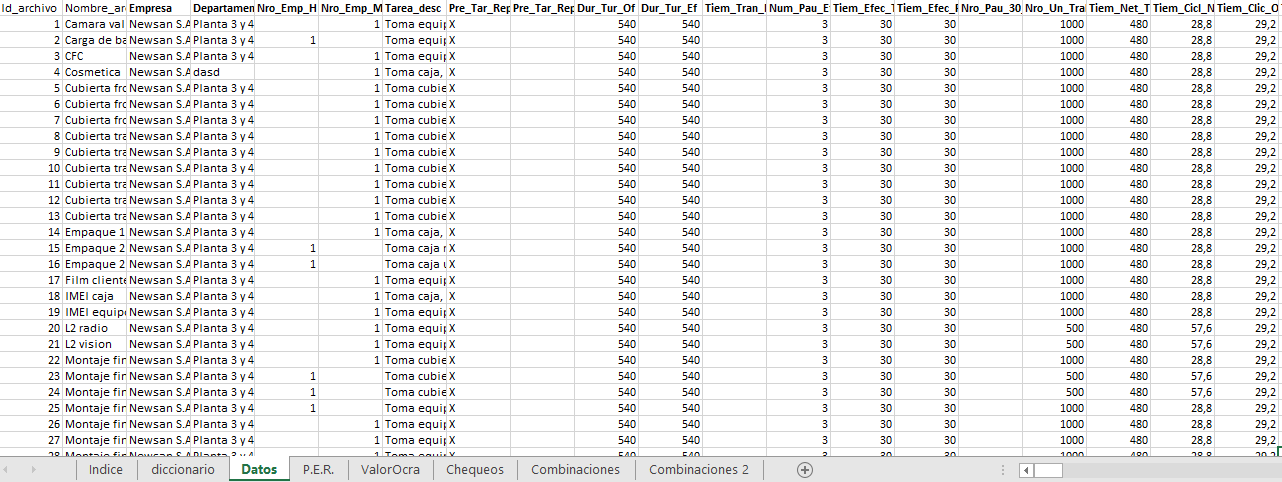 Id_archivo Nombre_ar Empresa Departamen Nro_Emp_H Nro_Emp_M Tarea_desc Pre_Tar_Rep Pre_Tar_Rep Dur_Tur_Of Dur_Tur_Ef Tiem_Tran_ Num_Pau_E Tiem_Efec_ Tiem_Efec_ Nro_Pau_30 Nro_Un_Tra Tiem_Net_T Tiem_Cicl_N Tiem_Clic_O
1 Camara val Newsan S.A Planta 3 y 4 1 Toma equip X 540 540 3 30 30 1000 480 28,8 29,2
2 Carga de ba Newsan S.A Planta 3 y 4 1 Toma equip X 540 540 3 30 30 1000 480 28,8 29,2
3 CFC Newsan S.A Planta 3 y 4 1 Toma equip X 540 540 3 30 30 1000 480 28,8 29,2
4 Cosmetica Newsan S.A dasd 1 Toma caja, X 540 540 3 30 30 1000 480 28,8 29,2
5 Cubierta fro Newsan S.A Planta 3 y 4 1 Toma cubie X 540 540 3 30 30 1000 480 28,8 29,2
6 Cubierta fro Newsan S.A Planta 3 y 4 1 Toma cubie X 540 540 3 30 30 1000 480 28,8 29,2
7 Cubierta fro Newsan S.A Planta 3 y 4 1 Toma cubie X 540 540 3 30 30 1000 480 28,8 29,2
8 Cubierta tra Newsan S.A Planta 3 y 4 1 Toma cubie X 540 540 3 30 30 1000 480 28,8 29,2
9 Cubierta tra Newsan S.A Planta 3 y 4 1 Toma cubie X 540 540 3 30 30 1000 480 28,8 29,2
10 Cubierta tra Newsan S.A Planta 3 y 4 1 Toma cubie X 540 540 3 30 30 1000 480 28,8 29,2
11 Cubierta tra Newsan S.A Planta 3 y 4 1 Toma cubie X 540 540 3 30 30 1000 480 28,8 29,2
12 Cubierta tra Newsan S.A Planta 3 y 4 1 Toma cubie X 540 540 3 30 30 1000 480 28,8 29,2
13 Cubierta tra Newsan S.A Planta 3 y 4 1 Toma cubie X 540 540 3 30 30 1000 480 28,8 29,2
14 Empaque 1 Newsan S.A Planta 3 y 4 1 Toma caja, X 540 540 3 30 30 1000 480 28,8 29,2
15 Empaque 2 Newsan S.A Planta 3 y 4 1 Toma caja X 540 540 3 30 30 1000 480 28,8 29,2
16 Empaque 2 Newsan S.A Planta 3 y 4 1 Toma caja X 540 540 3 30 30 1000 480 28,8 29,2
17 Film cliente Newsan S.A Planta 3 y 4 1 Toma equip X 540 540 3 30 30 1000 480 28,8 29,2
18 IMEI caja Newsan S.A Planta 3 y 4 1 Toma caja, X 540 540 3 30 30 1000 480 28,8 29,2
19 IMEI equipo Newsan S.A Planta 3 y 4 1 Toma equip X 540 540 3 30 30 1000 480 28,8 29,2
20 L2 radio Newsan S.A Planta 3 y 4 1 Toma equip X 540 540 3 30 30 500 480 57,6 29,2
21 L2 vision Newsan S.A Planta 3 y 4 1 Toma equip X 540 540 3 30 30 500 480 57,6 29,2
22 Montaje fin Newsan S.A Planta 3 y 4 1 Toma cubie X 540 540 3 30 30 1000 480 28,8 29,2
23 Montaje fin Newsan S.A Planta 3 y 4 1 Toma cubie X 540 540 3 30 30 500 480 57,6 29,2
24 Montaje fin Newsan S.A Planta 3 y 4 1 Toma cubie X 540 540 3 30 30 500 480 57,6 29,2
25 Montaje fin Newsan S.A Planta 3 y 4 1 Toma equip X 540 540 3 30 30 1000 480 28,8 29,2
26 Montaje fin Newsan S.A Planta 3 y 4 1 Toma equip X 540 540 3 30 30 1000 480 28,8 29,2
27 Montaje fin Newsan S.A Planta 3 y 4 1 Toma equip X 540 540 3 30 30 1000 480 28,8 29,2
Indice diccionario Datos P.E.R. ValorOcra Chequeos Combinaciones Combinaciones 2